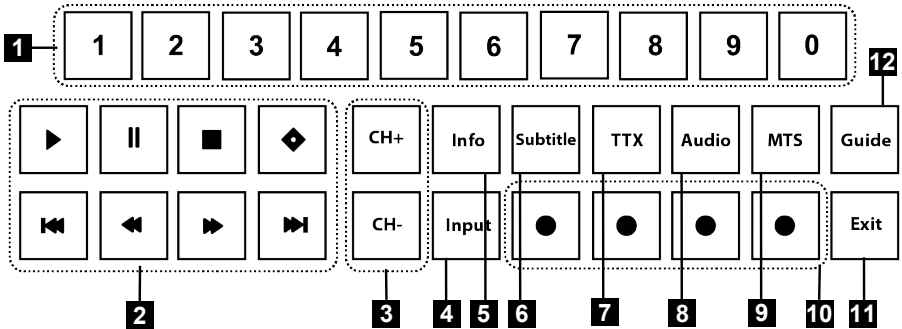 1 1 2 3 4 5 6 7 8 9 0
12
CH+ Info Subtitle TTX Audio MTS Guide
CH- Input Exit
2 3 4 5 6 7 8 9 10 11